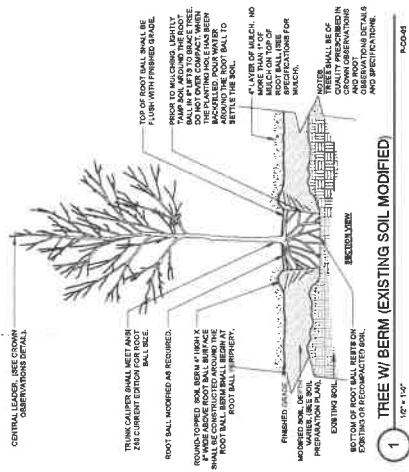 CENTRAL LEADER. (SEE CROWN
OBSERVATIONS DETAIL).
TRUNK CALIPER SHALL MEET ANSI
Z60 CURRENT EDITION FOR ROOT
BALL SIZE.
ROOT BALL MODIFIED AS REQUIRED.
ROUND-TOPPED SOIL BERM 4" HIGH X
8" WIDE ABOVE ROOT BALL SURFACE
SHALL BE CONSTRUCTED AROUND THE
ROOT BALL. BERM SHALL BEGIN AT
ROOT BALL PERIPHERY.
FINISHED GRADE.
MODIFIED SOIL. DEPTH
VARIES. (SEE SOIL
PREPARATION PLAN).
EXISTING SOIL.
BOTTOM OF ROOT BALL RESTS ON
EXISTING OR RECOMPACTED SOIL.
TOP OF ROOT BALL SHALL BE
FLUSH WITH FINISHED GRADE.
PRIOR TO MULCHING, LIGHTLY
TAMP SOIL AROUND THE ROOT
BALL IN 6" LIFTS TO BRACE TREE.
DO NOT OVER COMPACT. WHEN
THE PLANTING HOLE HAS BEEN
BACKFILLED, POUR WATER
AROUND THE ROOT BALL TO
SETTLE THE SOIL.
4" LAYER OF MULCH. NO
MORE THAN 1" OF
MULCH ON TOP OF
ROOT BALL. (SEE
SPECIFICATIONS FOR
MULCH).
NOTES:
TREES SHALL BE OF
QUALITY PRESCRIBED IN
CROWN OBSERVATIONS
AND ROOT
OBSERVATIONS DETAILS
AND SPECIFICATIONS.
SECTION VIEW
1
TREE W/ BERM (EXISTING SOIL MODIFIED)
1/2" = 1'-0"
P-CO-05